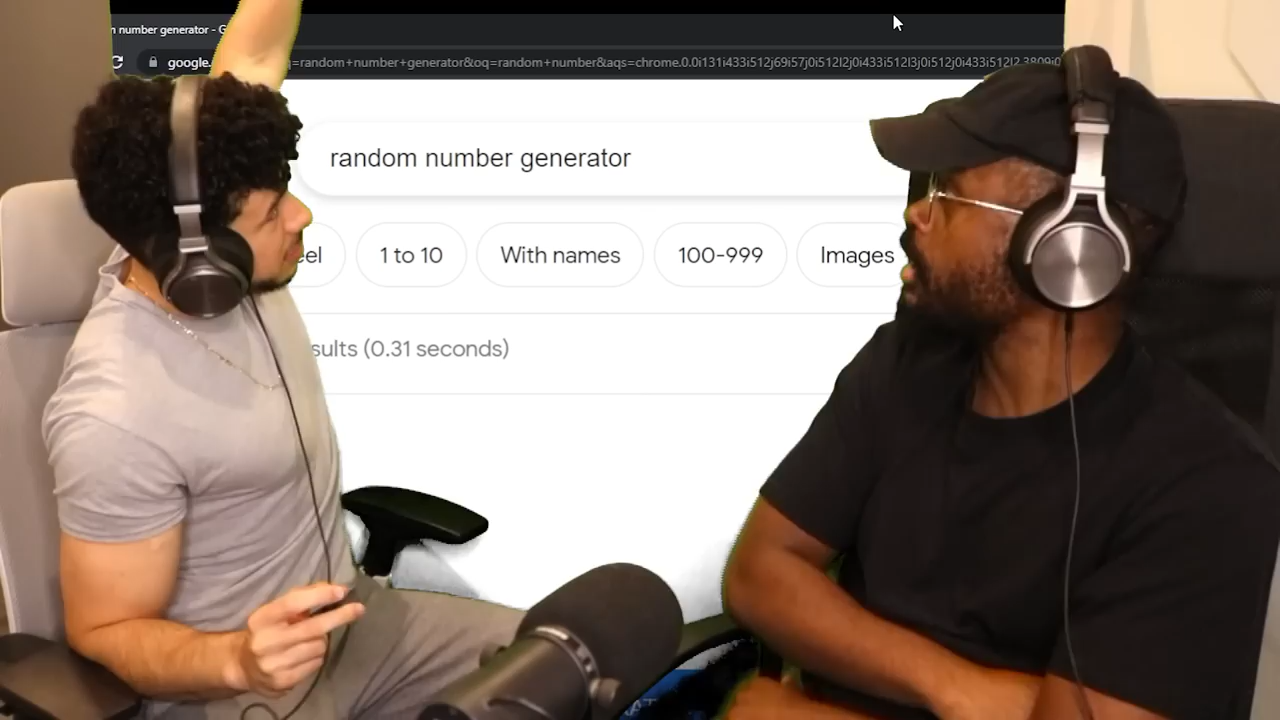 n number generator - G
google. q=random+number+generator&oq=random+number&aqs=chrome.0.0i131i433i512j69i57j0i512l2j0i433i512l3j0i512j0i433i512l2.3809j0
random number generator
eel 1 to 10 With names 100-999 Images
sults (0.31 seconds)